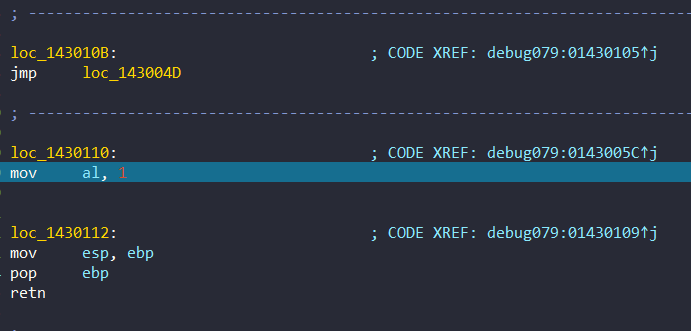 ; ------------------------------------------------------------------------
loc_143010B: ; CODE XREF: debug079:01430105↑j
jmp loc_143004D
; ------------------------------------------------------------------------
loc_1430110: ; CODE XREF: debug079:0143005C↑j
mov al, 1
loc_1430112: ; CODE XREF: debug079:01430109↑j
mov esp, ebp
pop ebp
retn